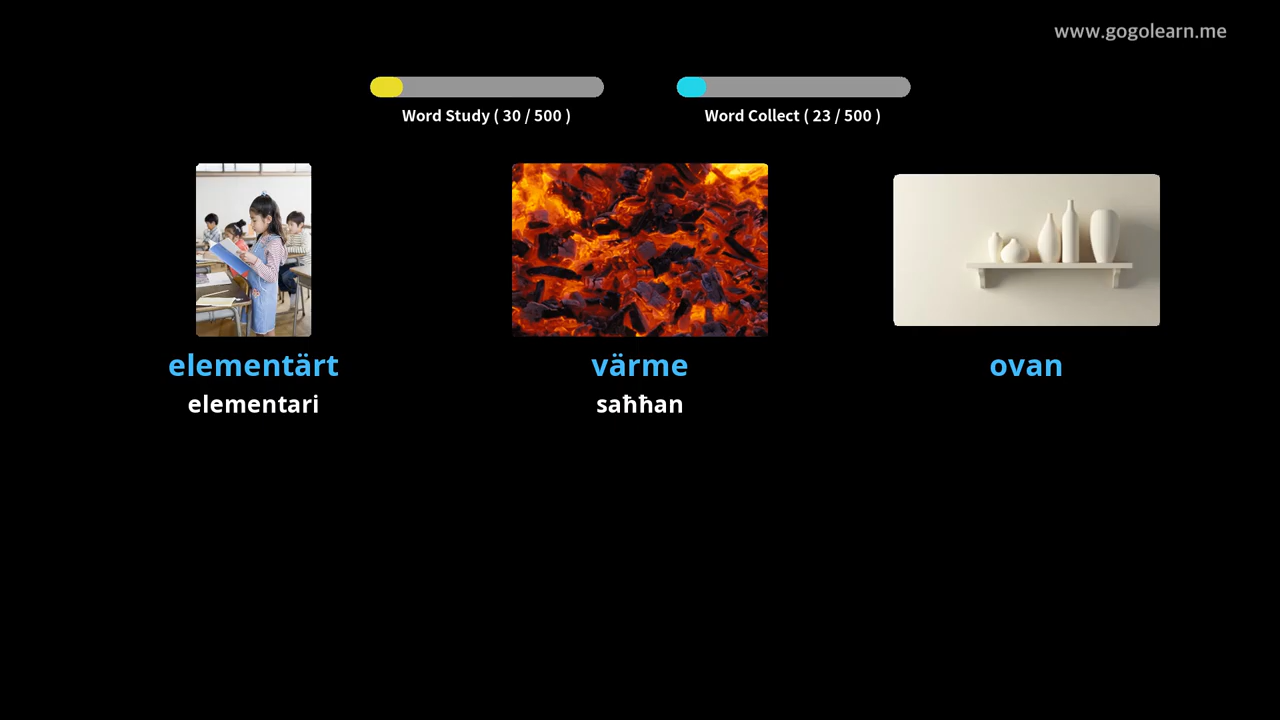 www.gogolearn.me
Word Study ( 30 / 500 )
Word Collect ( 23 / 500 )
elementärt
värme
ovan
elementari
saħħan